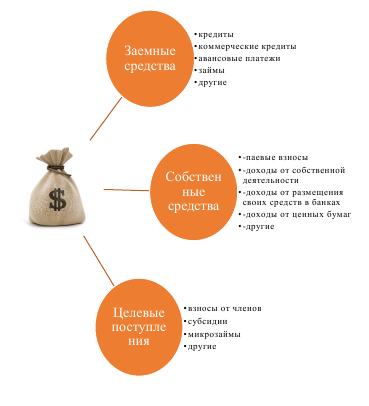 Заемные
средства
•кредиты
•коммерческие кредиты
•авансовые платежи
•займы
•другие
$
Собствен
ные
средства
•-паевые взносы
•-доходы от собственной
деятельности
•-доходы от размещения
своих средств в банках
•-доходы от ценных бумаг
•-другие
Целевые
поступле
ния
•взносы от членов
•субсидии
•микрозаймы
•другие